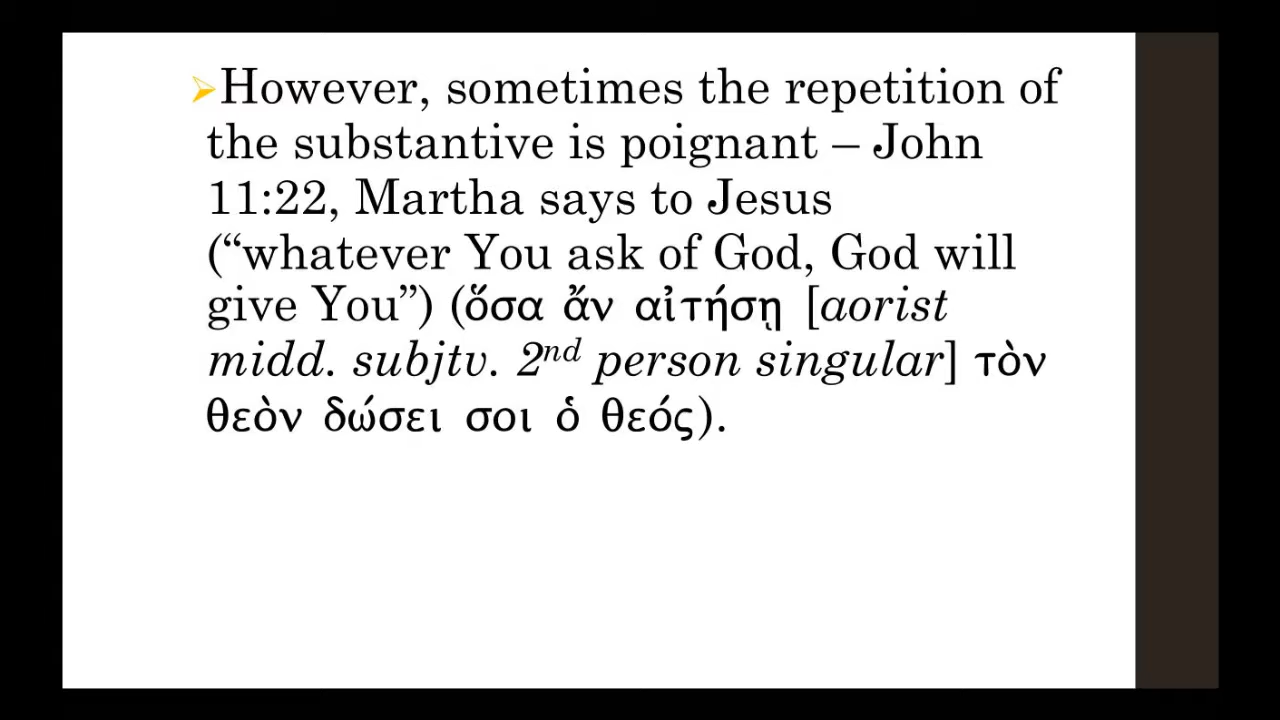 However, sometimes the repetition of
the substantive is poignant – John
11:22, Martha says to Jesus
(“whatever You ask of God, God will
give You”) (ὅσα ἄν αἰτήσῃ [aorist
midd. subjtv. 2nd person singular] τὸν
θεὸν δώσει σοι ὁ θεός).